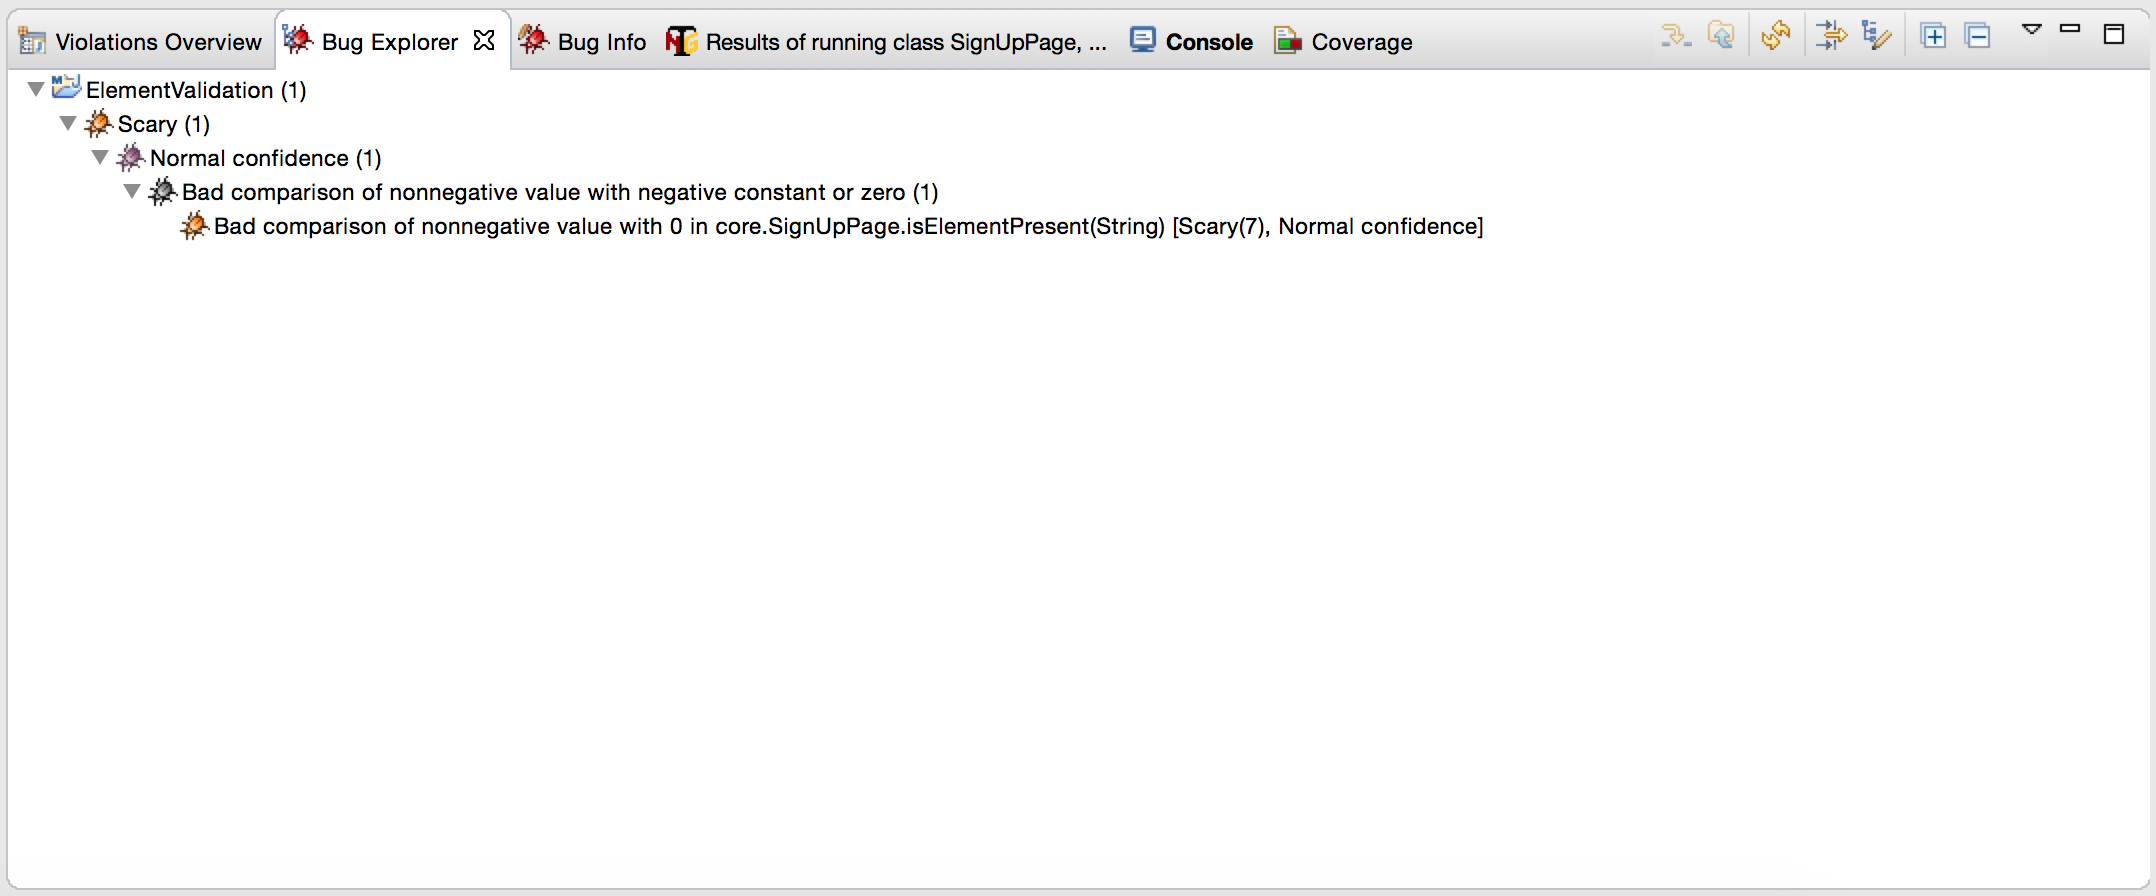 Violations Overview Bug Explorer Bug Info Results of running class SignUpPage, ... Console Coverage
ElementValidation (1)
Scary (1)
Normal confidence (1)
Bad comparison of nonnegative value with negative constant or zero (1)
Bad comparison of nonnegative value with 0 in core.SignUpPage.isElementPresent(String) [Scary(7), Normal confidence]